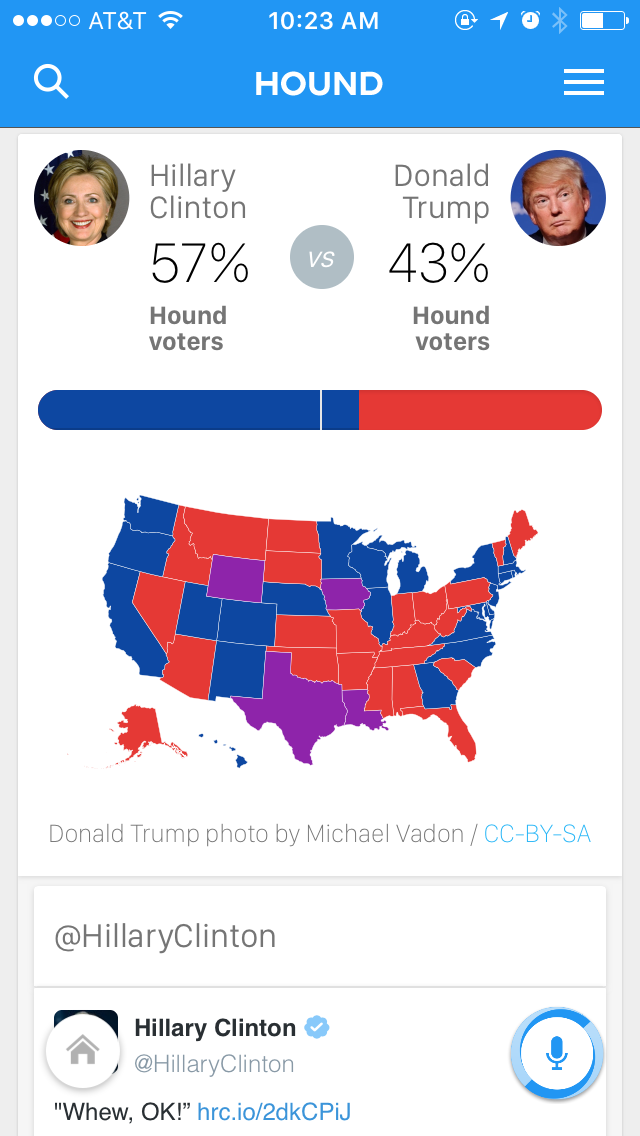 AT&T 10:23 AM
HOUND
Hillary Clinton
57%
Hound voters
vs
Donald Trump
43%
Hound voters
Donald Trump photo by Michael Vadon / CC-BY-SA
@HillaryClinton
Hillary Clinton
@HillaryClinton
"Whew, OK!” hrc.io/2dkCPiJ